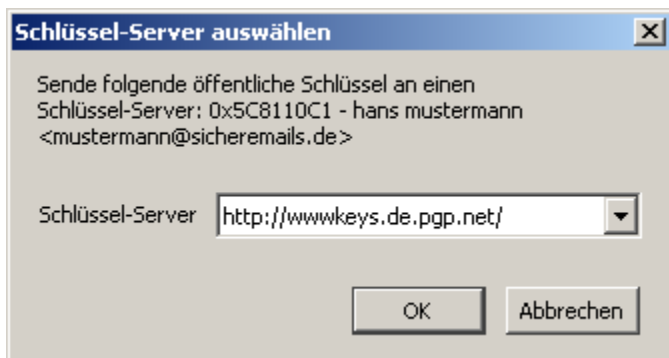 Schlüssel-Server auswählen
Sende folgende öffentliche Schlüssel an einen
Schlüssel-Server: 0x5C8110C1 - hans mustermann
<mustermann@sicheremails.de>
Schlüssel-Server http://wwwkeys.de.pgp.net/
OK Abbrechen